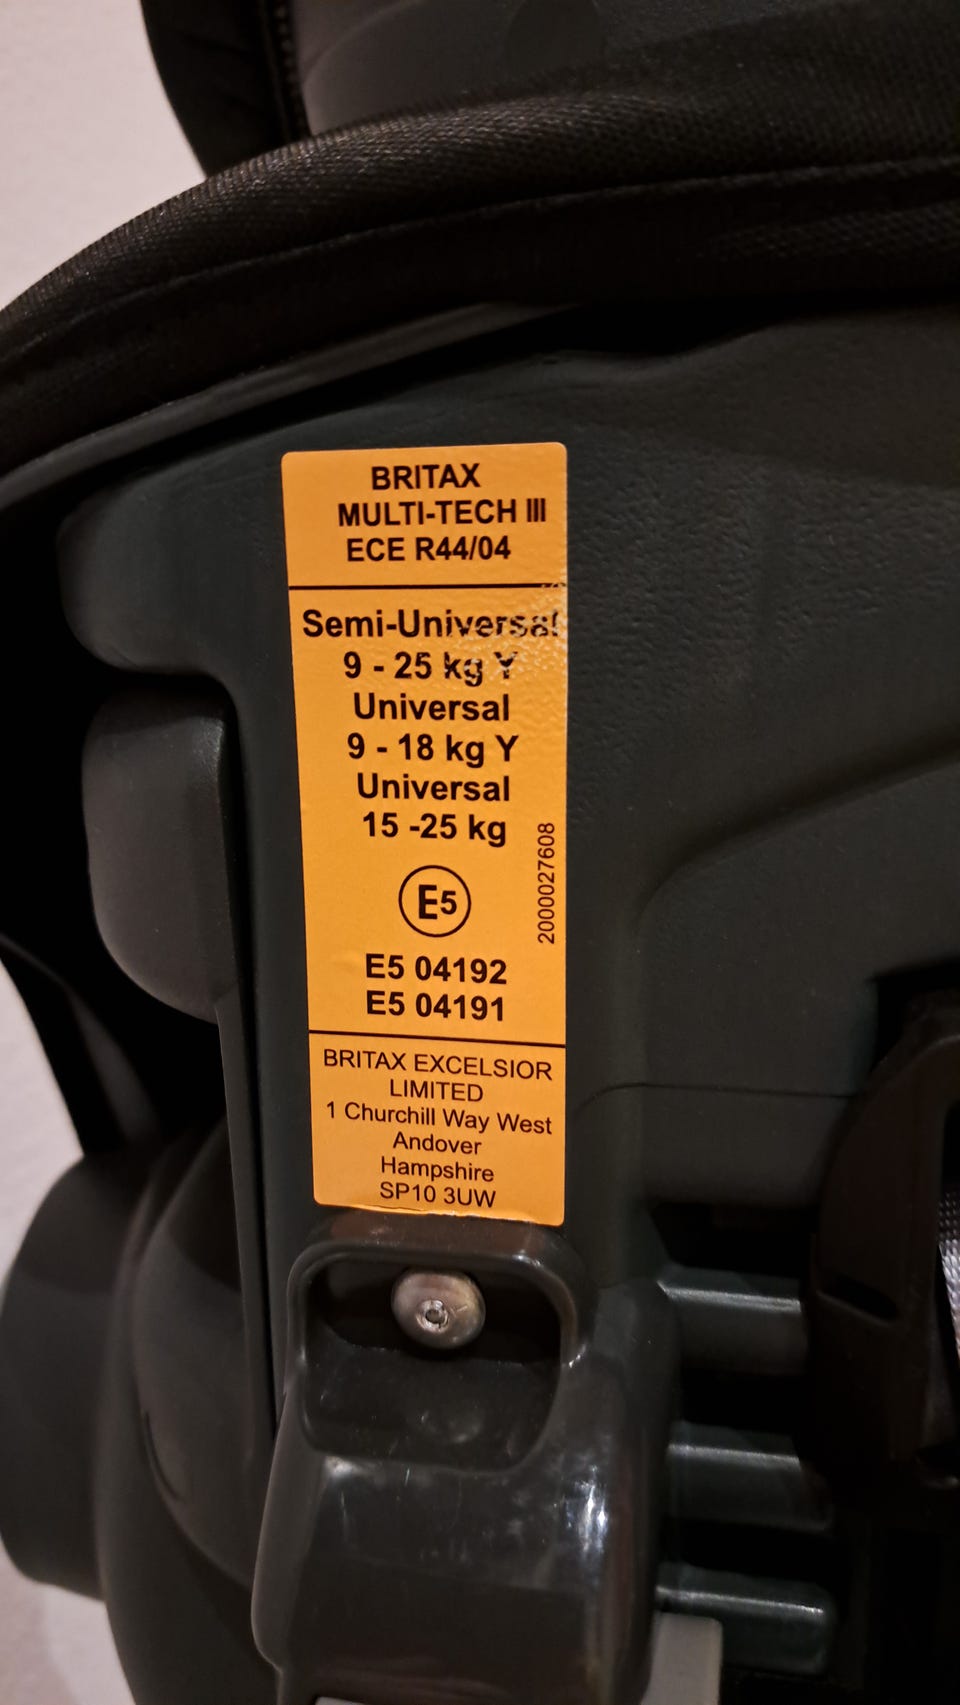 BRITAX
MULTI-TECH III
ECE R44/04
Semi-Universal
9 - 25 kg Y
Universal
9 - 18 kg Y
Universal
15 -25 kg
E5
2000027608
E5 04192
E5 04191
BRITAX EXCELSIOR
LIMITED
1 Churchill Way West
Andover
Hampshire
SP10 3UW